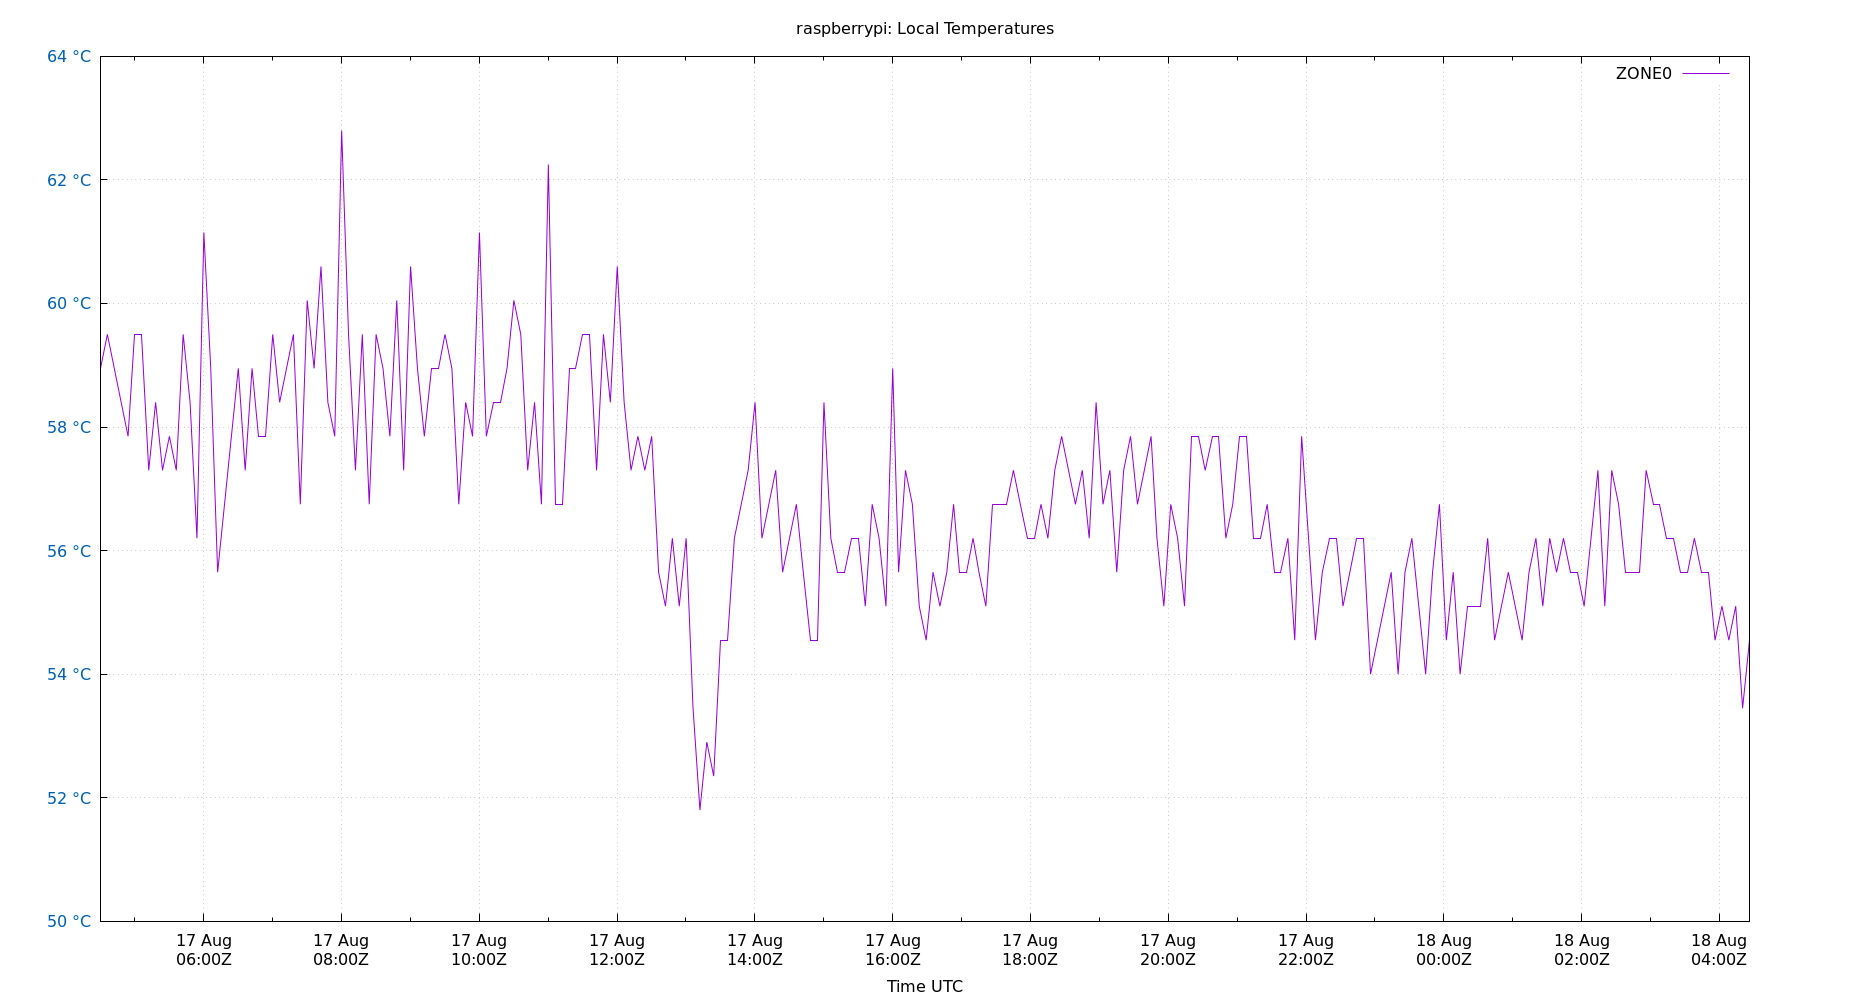 raspberrypi: Local Temperatures
ZONE0
64 °C
62 °C
60 °C
58 °C
56 °C
54 °C
52 °C
50 °C
17 Aug 17 Aug 17 Aug 17 Aug 17 Aug 17 Aug 17 Aug 17 Aug 17 Aug 18 Aug 18 Aug 18 Aug
06:00Z 08:00Z 10:00Z 12:00Z 14:00Z 16:00Z 18:00Z 20:00Z 22:00Z 00:00Z 02:00Z 04:00Z
Time UTC